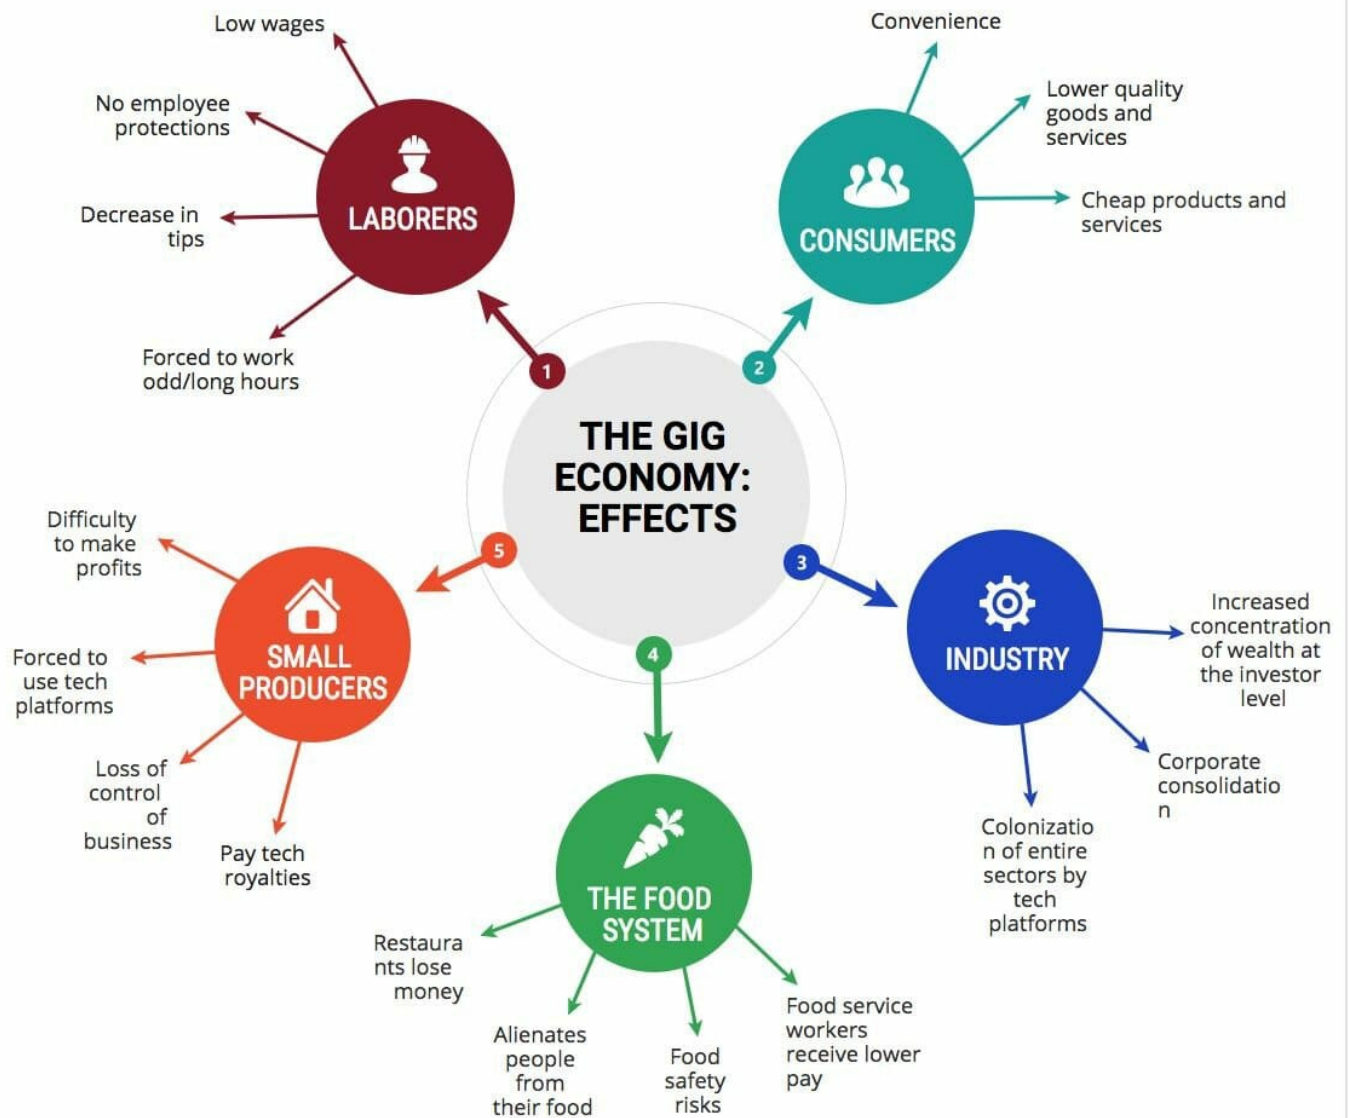 THE GIG
ECONOMY:
EFFECTS
1
LABORERS
Low wages
No employee
protections
Decrease in
tips
Forced to work
odd/long hours
2
CONSUMERS
Convenience
Lower quality
goods and
services
Cheap products and
services
3
INDUSTRY
Increased
concentration
of wealth at
the investor
level
Corporate
consolidatio
n
Colonizatio
n of entire
sectors by
tech
platforms
4
THE FOOD
SYSTEM
Food service
workers
receive lower
pay
Food
safety
risks
Alienates
people
from
their food
Restaura
nts lose
money
5
SMALL
PRODUCERS
Difficulty
to make
profits
Forced to
use tech
platforms
Loss of
control
of
business
Pay tech
royalties